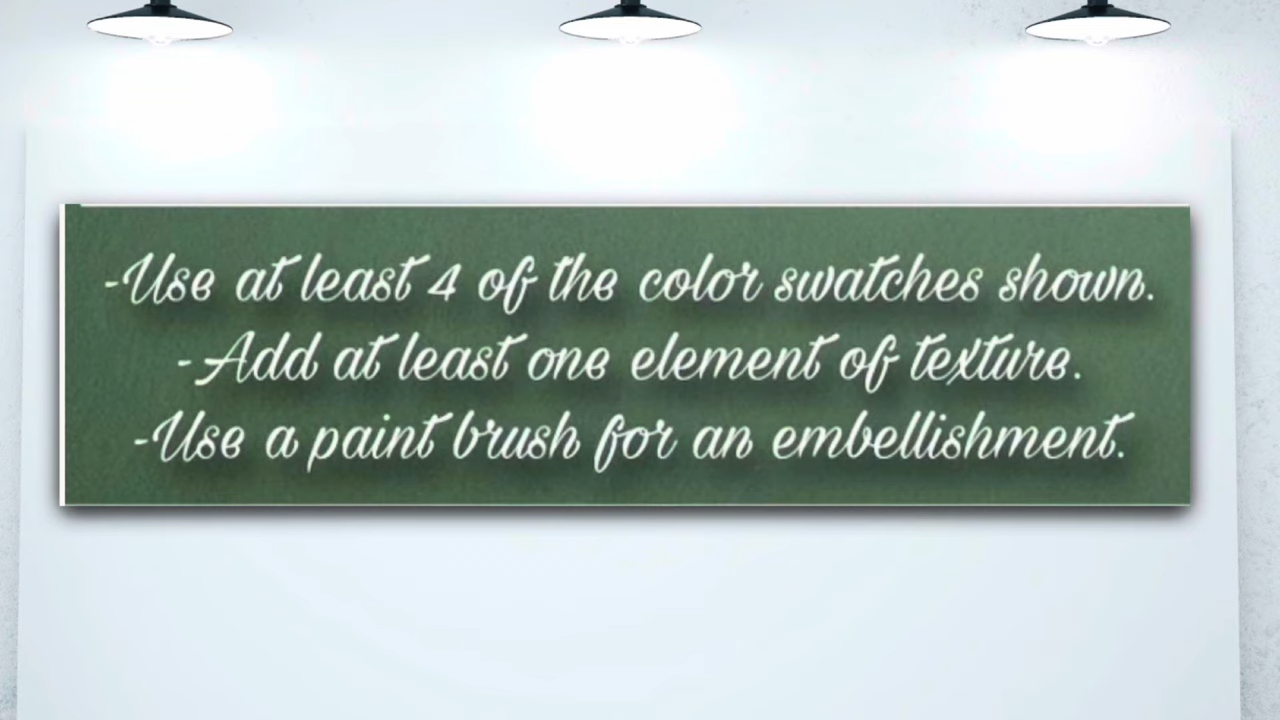 -Use at least 4 of the color swatches shown.
-Add at least one element of texture.
-Use a paint brush for an embellishment.